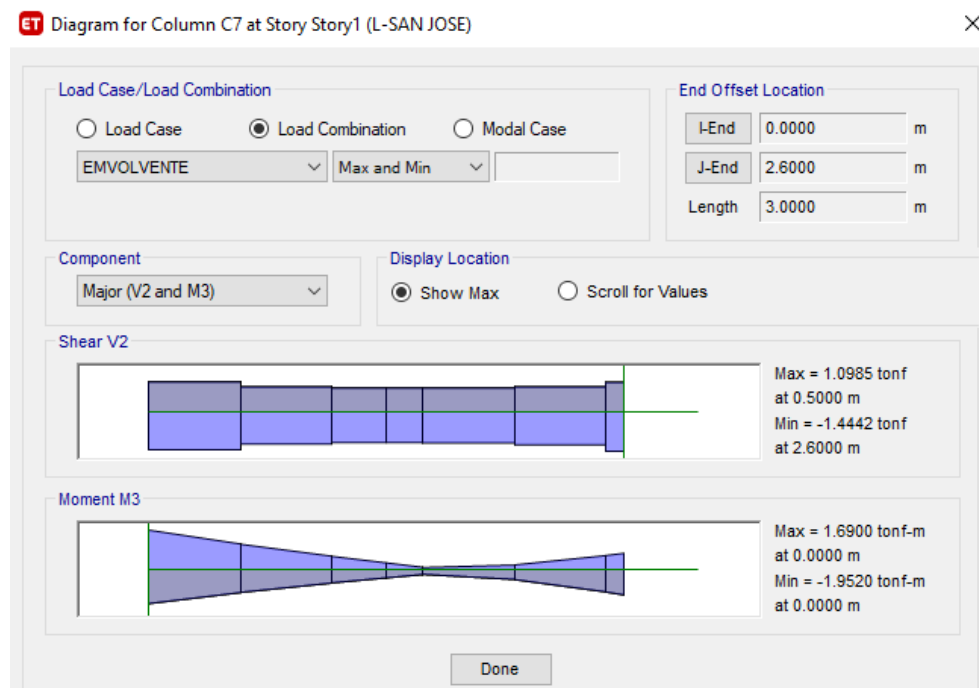 ET Diagram for Column C7 at Story Story1 (L-SAN JOSE)
Load Case/Load Combination
Load Case Load Combination Modal Case
EMVOLVENTE Max and Min
End Offset Location
I-End 0.0000 m
J-End 2.6000 m
Length 3.0000 m
Component
Major (V2 and M3)
Display Location
Show Max Scroll for Values
Shear V2
Max = 1.0985 tonf
at 0.5000 m
Min = -1.4442 tonf
at 2.6000 m
Moment M3
Max = 1.6900 tonf-m
at 0.0000 m
Min = -1.9520 tonf-m
at 0.0000 m
Done